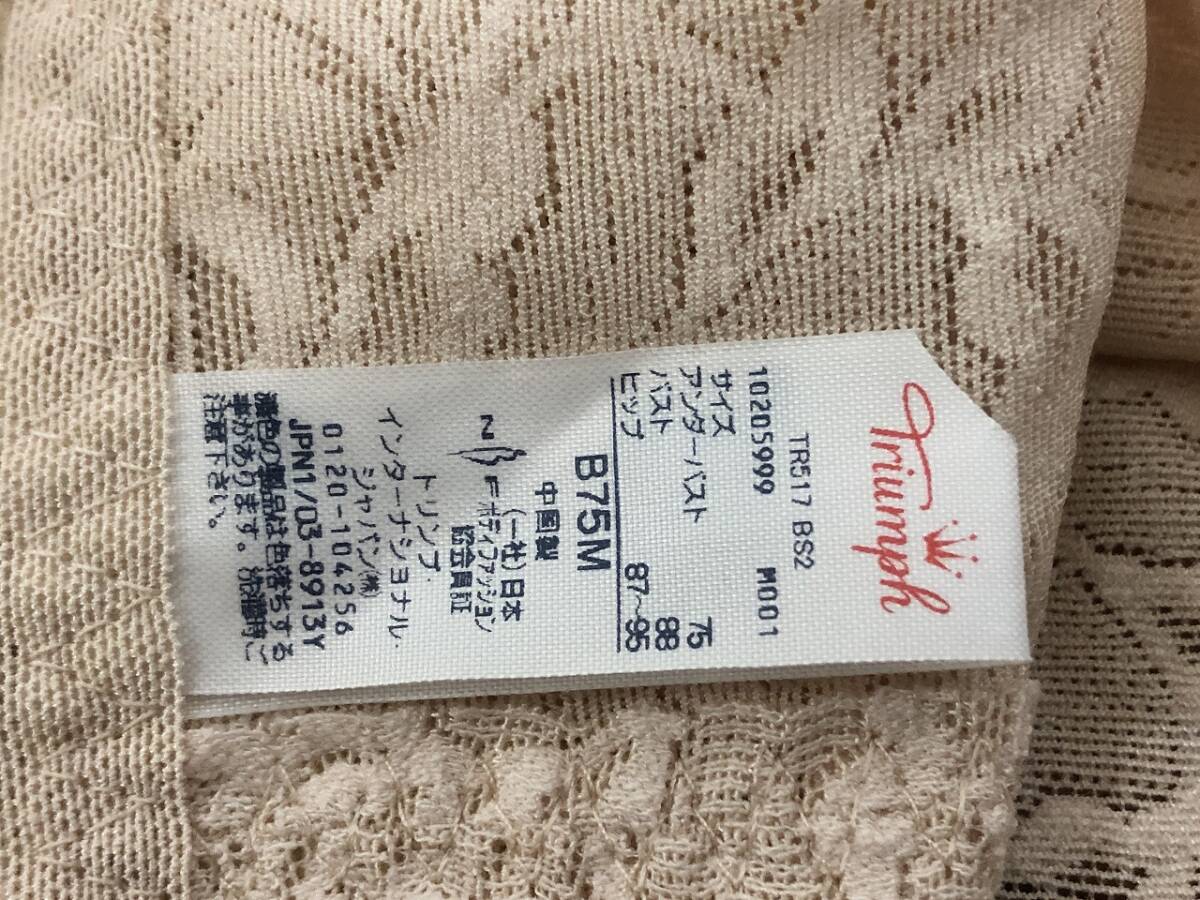 Triumph
TR517 BS2
10205999 M001
サイズ
アンダーバスト 75
バスト 88
ヒップ 87~95
B75M
中国製
NBF (一社)日本
ボディファッション
協会会員証
トリンプ・
インターナショナル・
ジャパン(株)
0120-104256
JPN1/03-8913Y
濃色の製品は色落ちする
事があります。洗濯時ご
注意下さい。